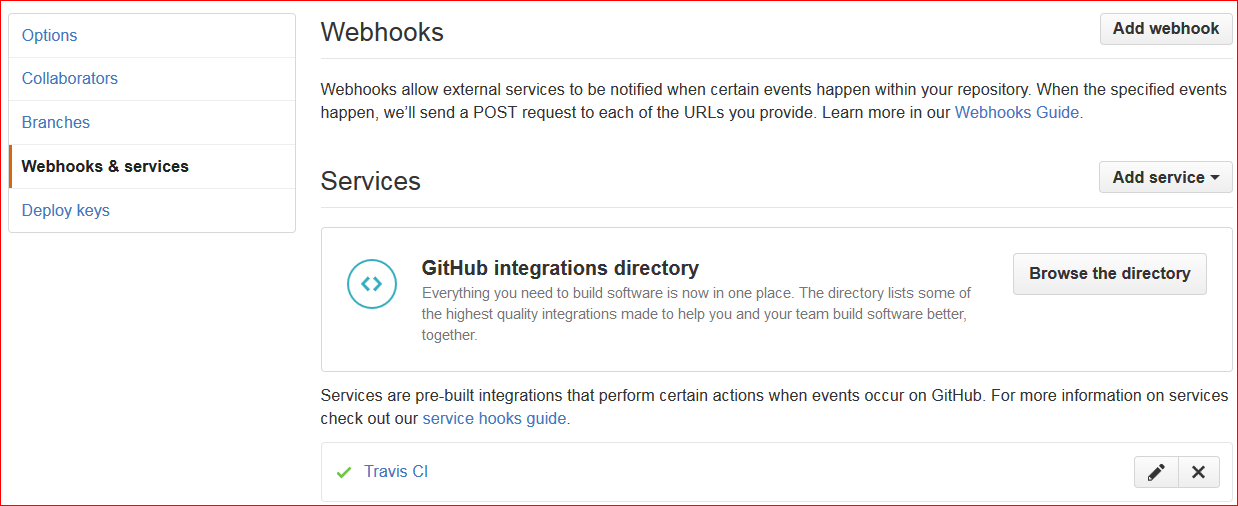 Options
Collaborators
Branches
Webhooks & services
Deploy keys
Webhooks
Add webhook
Webhooks allow external services to be notified when certain events happen within your repository. When the specified events
happen, we’ll send a POST request to each of the URLs you provide. Learn more in our Webhooks Guide.
Services
Add service
GitHub integrations directory
Everything you need to build software is now in one place. The directory lists some of
the highest quality integrations made to help you and your team build software better,
together.
Browse the directory
Services are pre-built integrations that perform certain actions when events occur on GitHub. For more information on services
check out our service hooks guide.
Travis CI